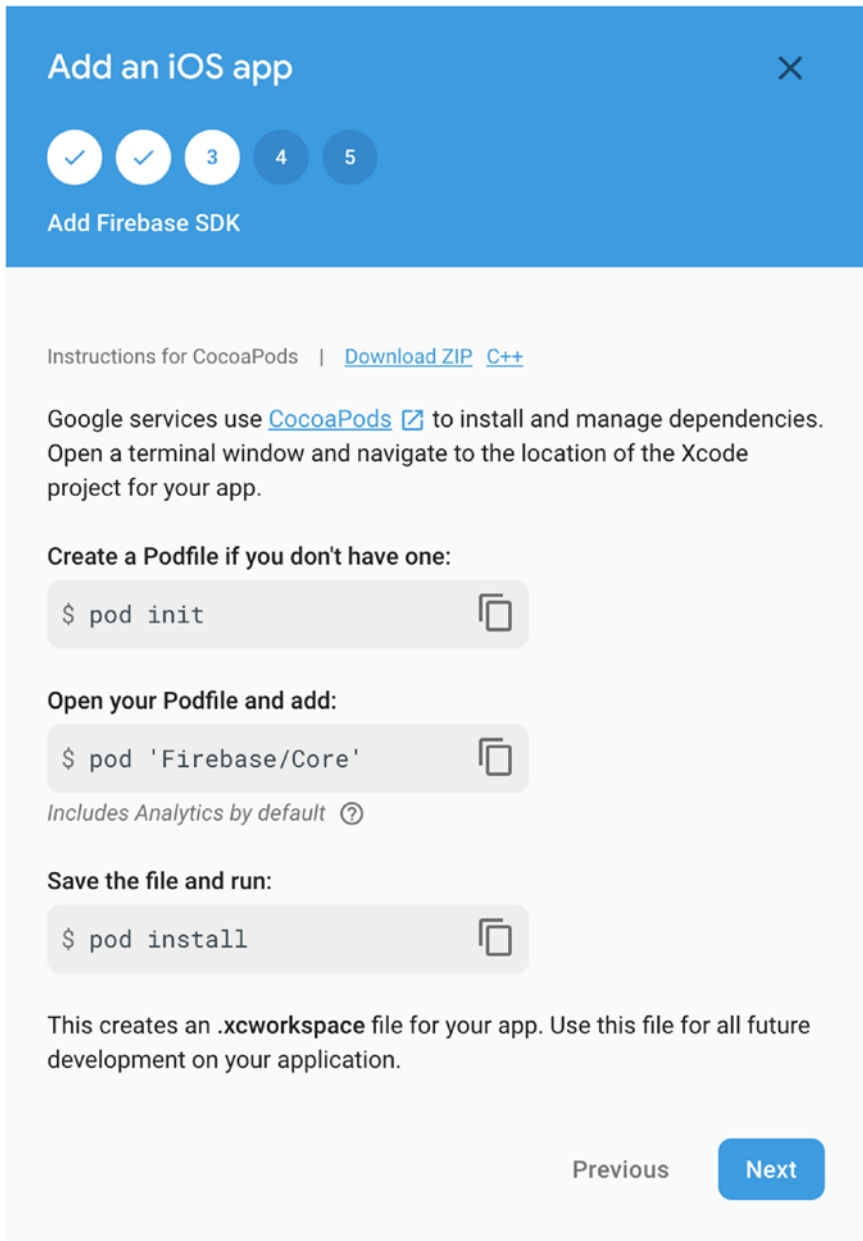 Add an iOS app
3 4 5
Add Firebase SDK
Instructions for CocoaPods | Download ZIP C++
Google services use CocoaPods to install and manage dependencies.
Open a terminal window and navigate to the location of the Xcode
project for your app.
Create a Podfile if you don't have one:
$ pod init
Open your Podfile and add:
$ pod 'Firebase/Core'
Includes Analytics by default ?
Save the file and run:
$ pod install
This creates an .xcworkspace file for your app. Use this file for all future
development on your application.
Previous Next